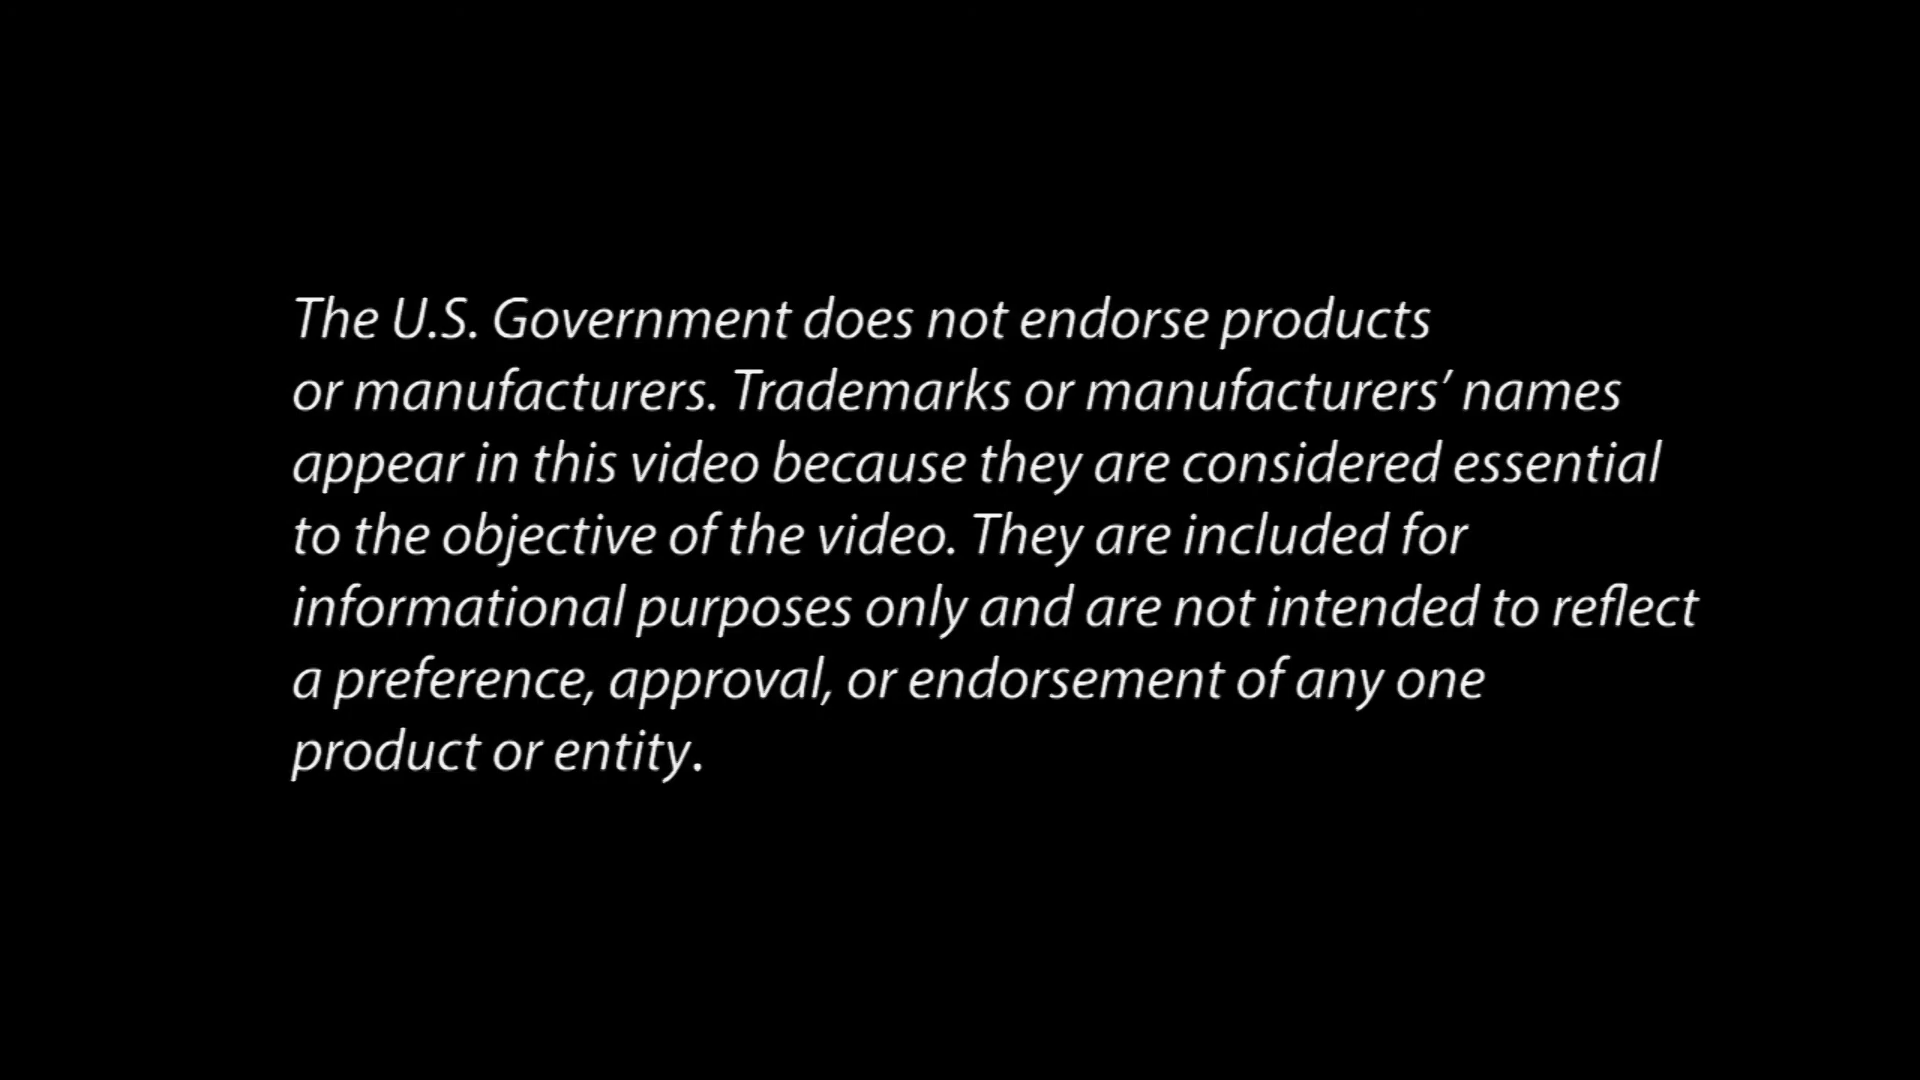 The U.S. Government does not endorse products
or manufacturers. Trademarks or manufacturers’ names
appear in this video because they are considered essential
to the objective of the video. They are included for
informational purposes only and are not intended to reflect
a preference, approval, or endorsement of any one
product or entity.